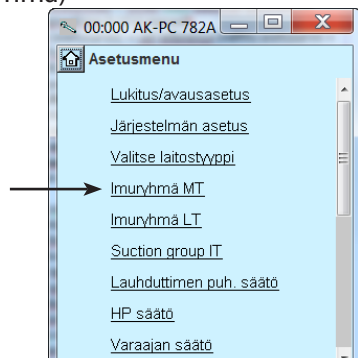 00:000 AK-PC 782A
Asetusmenu
Lukitus/avausasetus
Järjestelmän asetus
Valitse laitostyyppi
Imuryhmä MT
Imuryhmä LT
Suction group IT
Lauhduttimen puh. säätö
HP säätö
Varaajan säätö